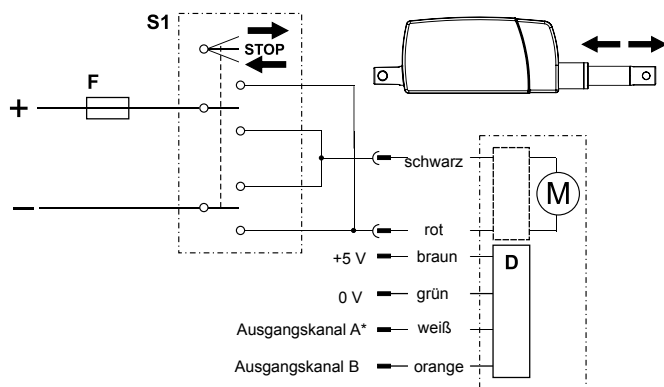 S1
STOP
F
+
–
schwarz
M
rot
+5 V braun D
0 V grün
Ausgangskanal A* weiß
Ausgangskanal B orange